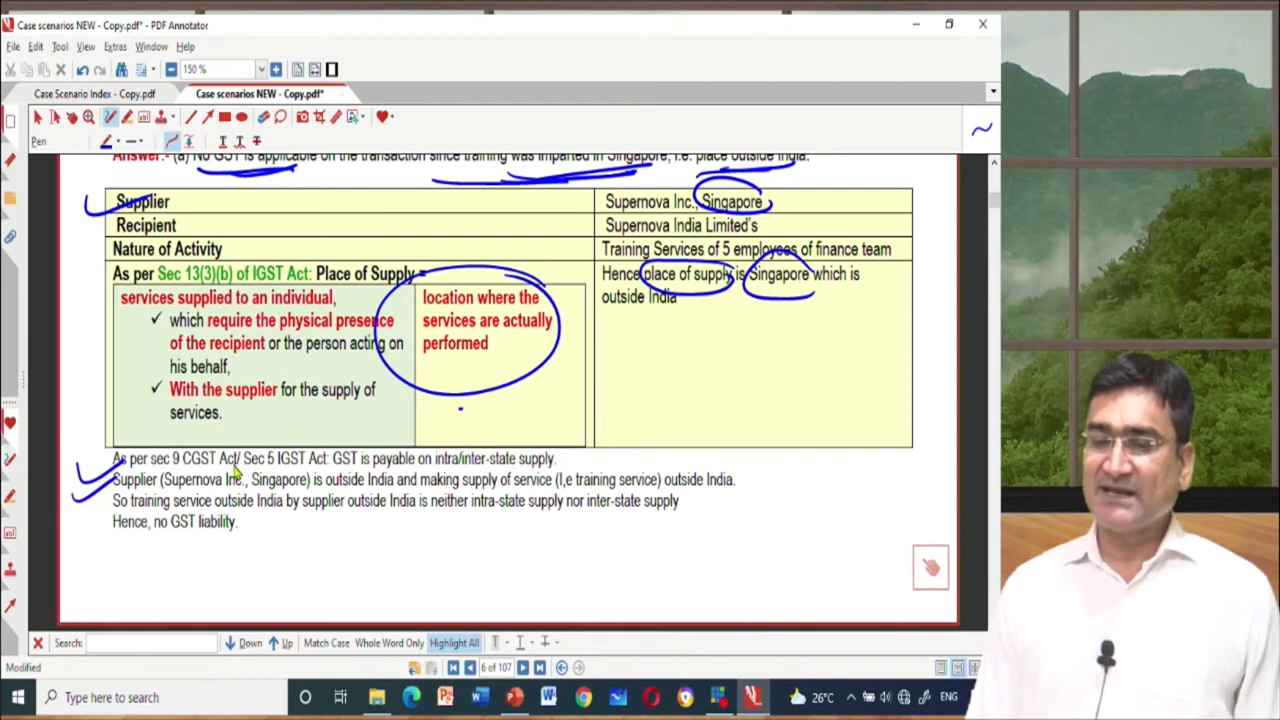 Case scenarios NEW - Copy.pdf* - PDF Annotator
File Edit Tool View Extras Window Help
150 %
Case Scenario Index - Copy.pdf
Case scenarios NEW - Copy.pdf*
Pen
Answer:- (a) No GST is applicable on the transaction since training was imparted in Singapore, i.e. place outside India.
Supplier
Supernova Inc., Singapore
Recipient
Supernova India Limited's
Nature of Activity
Training Services of 5 employees of finance team
As per Sec 13(3)(b) of IGST Act: Place of Supply =
Hence place of supply is Singapore which is
outside India
services supplied to an individual,
✓ which require the physical presence
of the recipient or the person acting on
his behalf,
✓ With the supplier for the supply of
services.
location where the
services are actually
performed
As per sec 9 CGST Act/ Sec 5 IGST Act: GST is payable on intra/inter-state supply.
Supplier (Supernova Inc., Singapore) is outside India and making supply of service (I,e training service) outside India.
So training service outside India by supplier outside India is neither intra-state supply nor inter-state supply
Hence, no GST liability.
Search:
Down
Up
Match Case
Whole Word Only
Highlight All
Modified
6 of 107
Type here to search
26°C
ENG